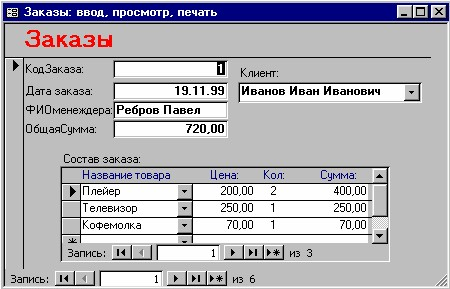 Заказы: ввод, просмотр, печать
Заказы
КодЗаказа: 1
Клиент:
Дата заказа: 19.11.99
Иванов Иван Иванович
ФИОменеждера: Ребров Павел
ОбщаяСумма: 720,00
Состав заказа:
Название товара Цена: Кол: Сумма:
Плейер 200,00 2 400,00
Телевизор 250,00 1 250,00
Кофемолка 70,00 1 70,00
Запись: 1 из 3
Запись: 1 из 6